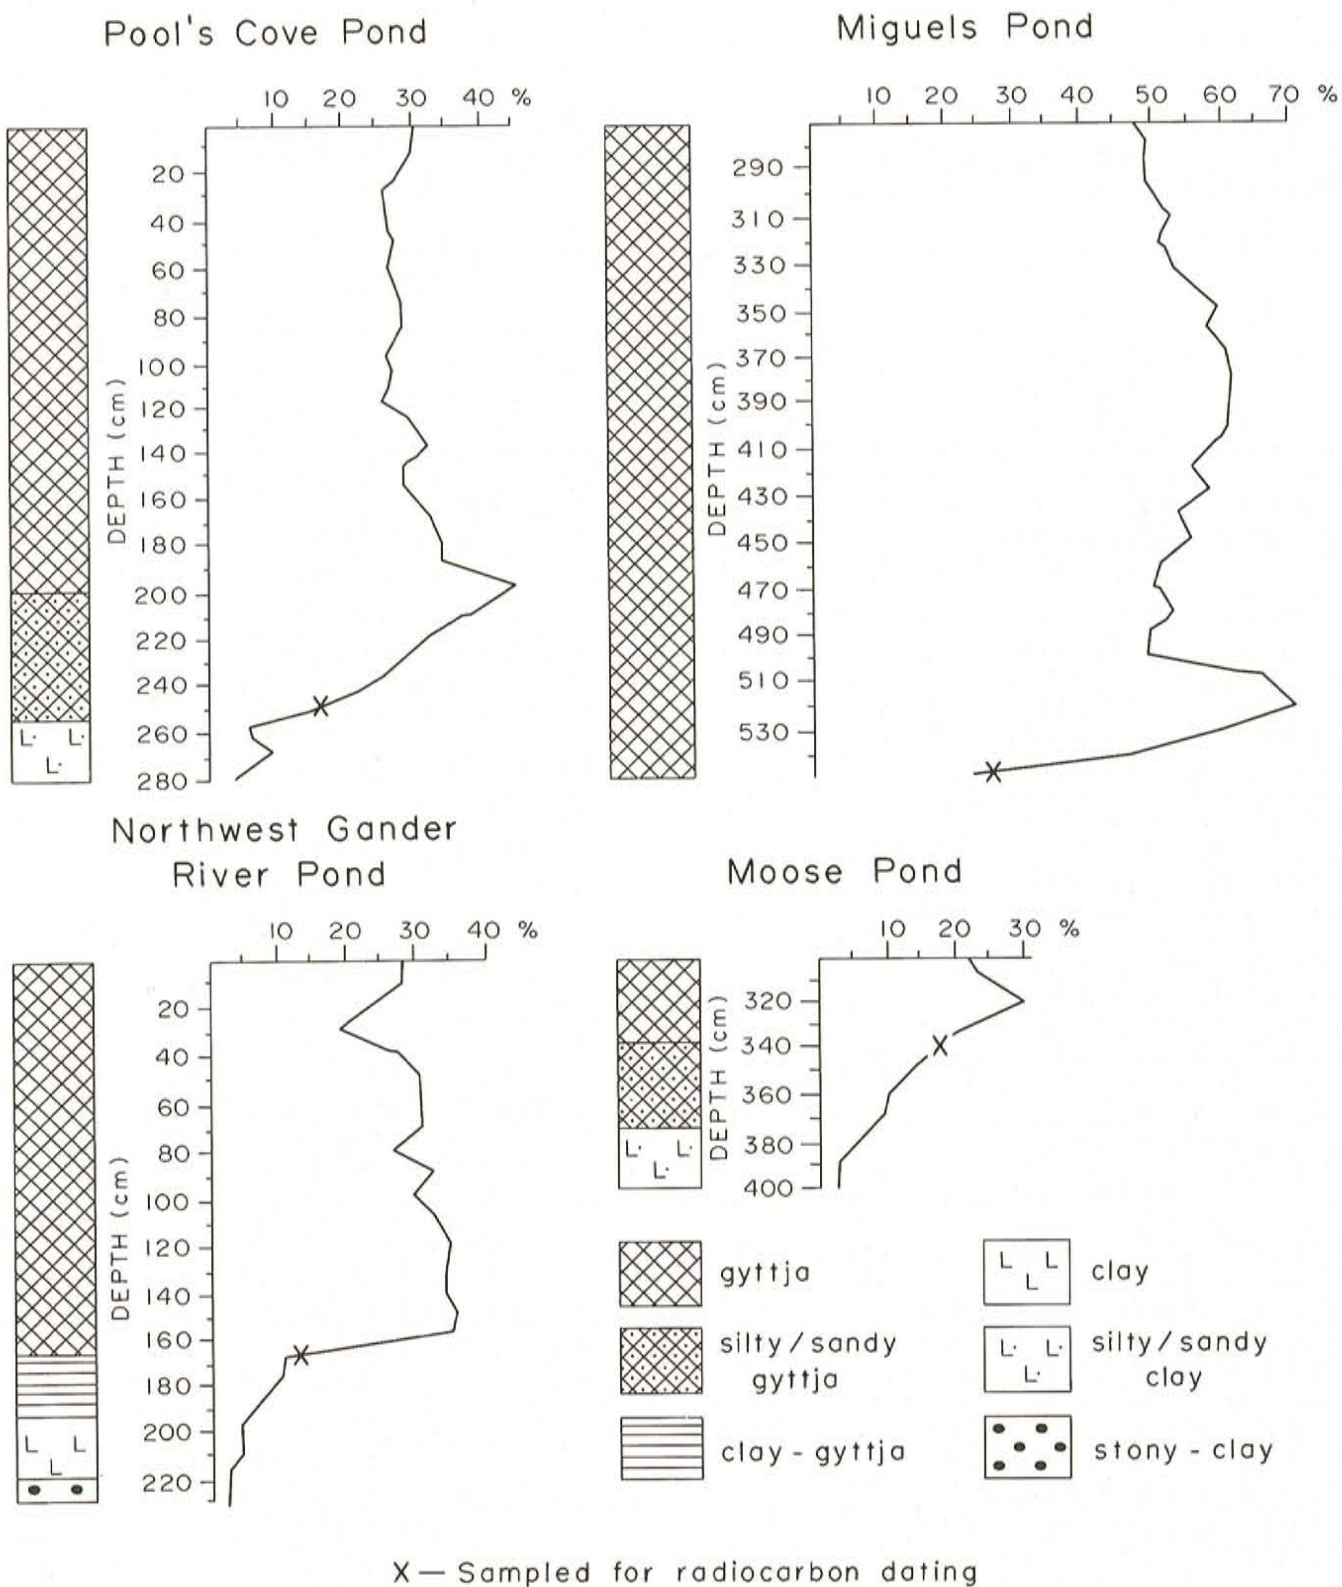 Pool's Cove Pond
10 20 30 40 %
20
40
60
80
100
120
140
160
180
200
220
240
260
280
DEPTH (cm)
X
L L
L
Miguels Pond
10 20 30 40 50 60 70 %
290
310
330
350
370
390
410
430
450
470
490
510
530
DEPTH (cm)
X
Northwest Gander
River Pond
10 20 30 40 %
20
40
60
80
100
120
140
160
180
200
220
DEPTH (cm)
X
L L
L
Moose Pond
10 20 30 %
320
340
360
380
400
DEPTH (cm)
X
L L
L
gyttja
silty/sandy
gyttja
clay-gyttja
L L
L
clay
L L
L
silty/sandy
clay
stony-clay
X — Sampled for radiocarbon dating